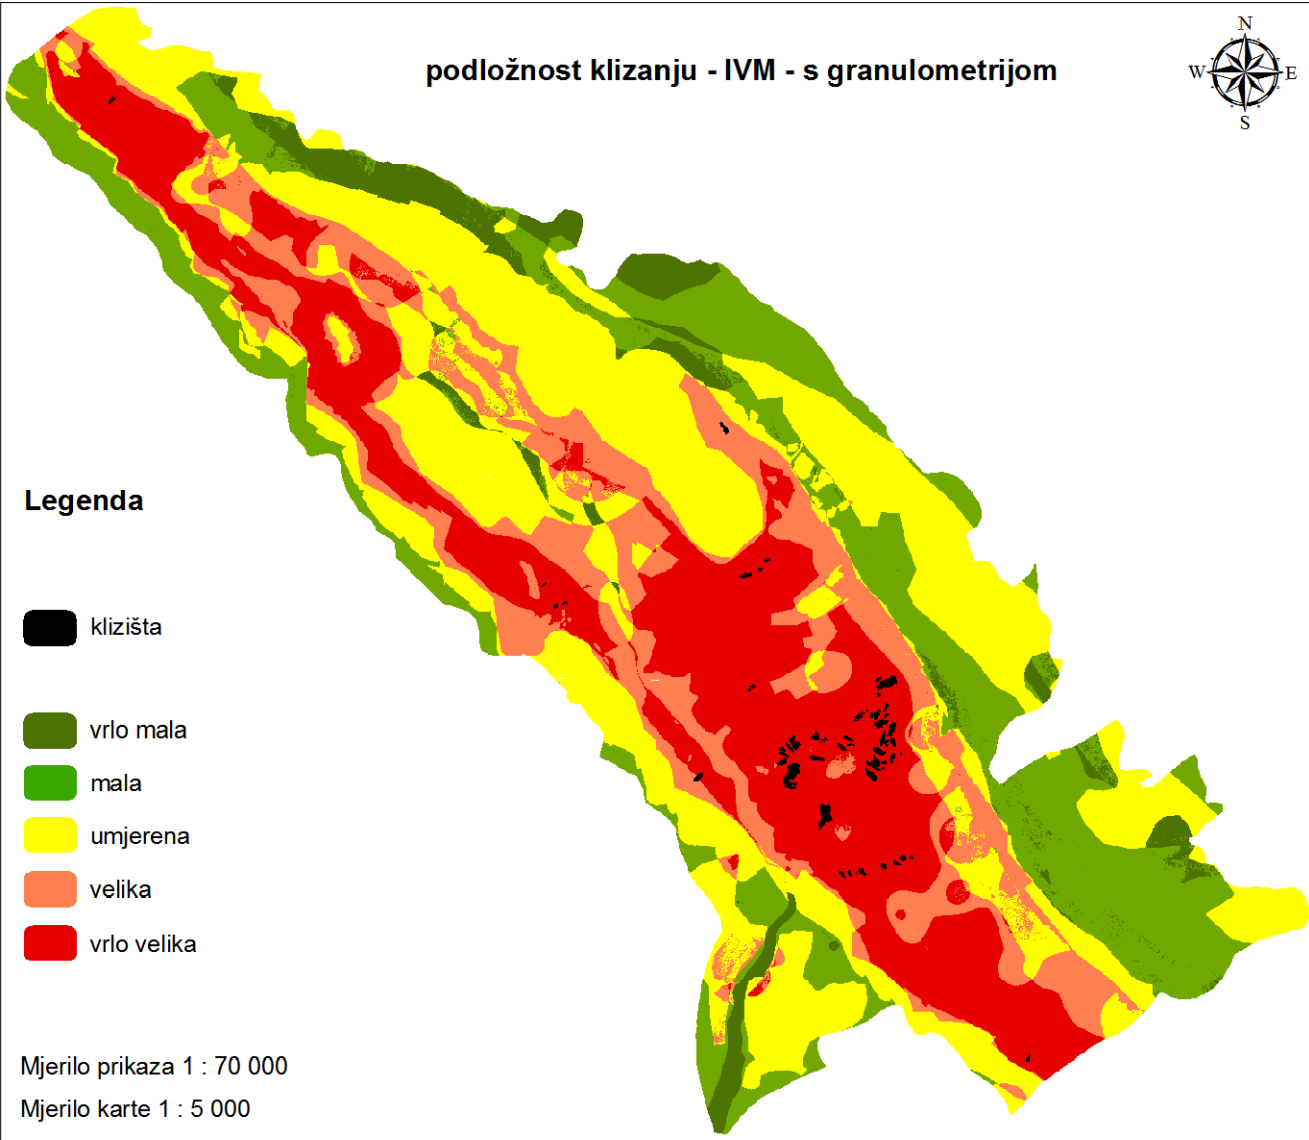 podložnost klizanju - IVM - s granulometrijom
N
W E
S
Legenda
klizišta
vrlo mala
mala
umjerena
velika
vrlo velika
Mjerilo prikaza 1 : 70 000
Mjerilo karte 1 : 5 000